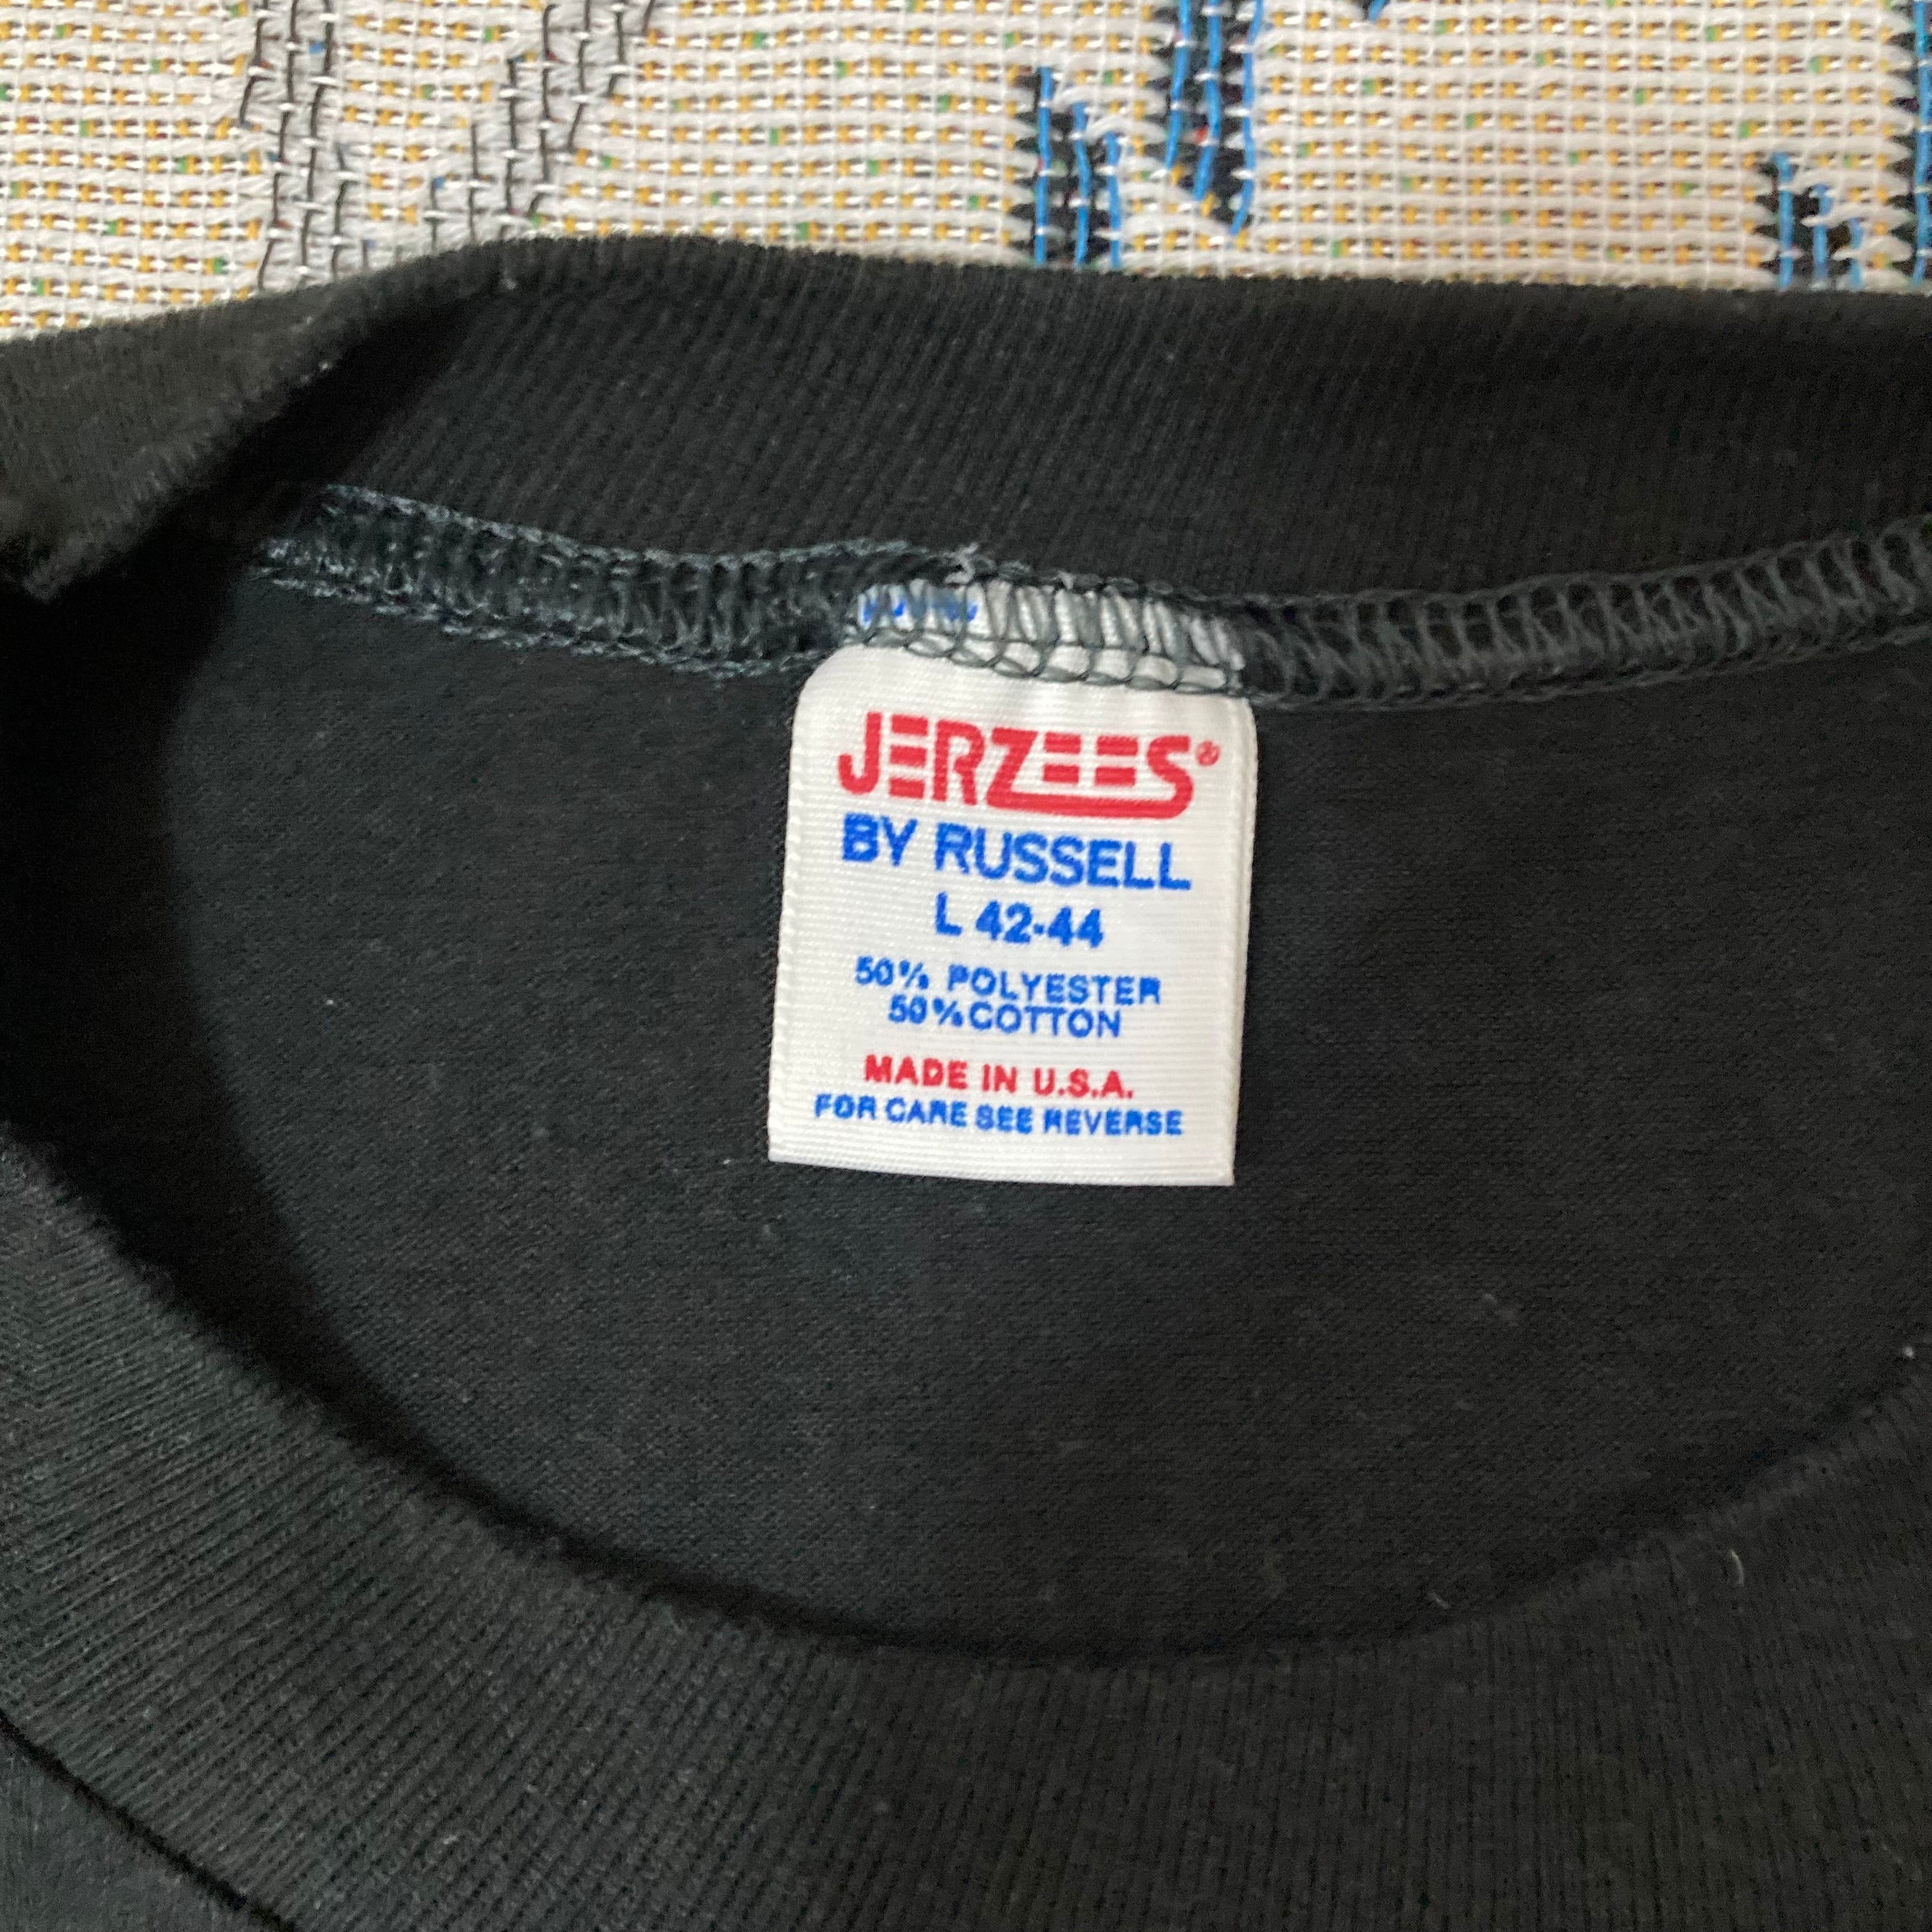 JERZEES®
BY RUSSELL
L 42-44
50% POLYESTER
50% COTTON
MADE IN U.S.A.
FOR CARE SEE REVERSE